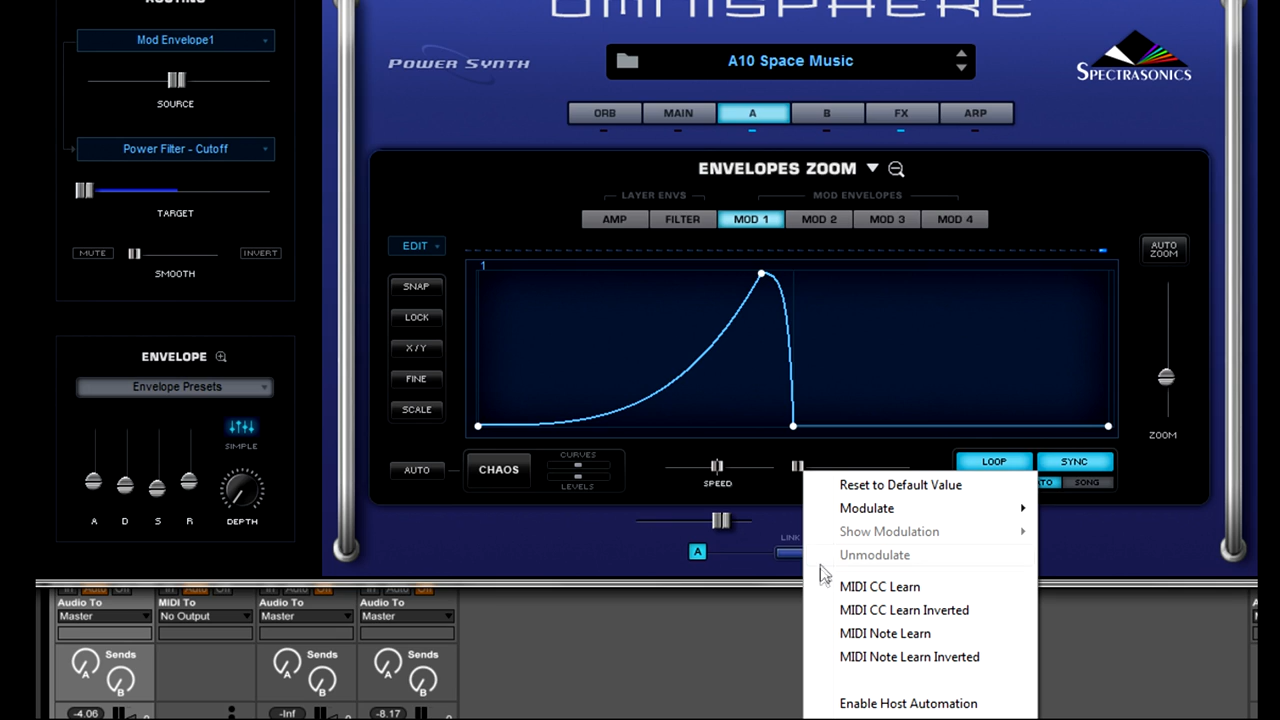 ROUTING
OMNISPHERE
Mod Envelope1
POWER SYNTH
A10 Space Music
SPECTRASONICS
SOURCE
ORB
MAIN
A
B
FX
ARP
Power Filter - Cutoff
ENVELOPES ZOOM
LAYER ENVS
MOD ENVELOPES
TARGET
AMP
FILTER
MOD 1
MOD 2
MOD 3
MOD 4
MUTE
INVERT
SMOOTH
EDIT
AUTO
ZOOM
1
SNAP
LOCK
X/Y
FINE
SCALE
ENVELOPE
Envelope Presets
SIMPLE
A
D
S
R
DEPTH
ZOOM
AUTO
CHAOS
CURVES
LEVELS
SPEED
LOOP
SYNC
SONG
A
LINK
Reset to Default Value
Modulate
Show Modulation
Unmodulate
MIDI CC Learn
MIDI CC Learn Inverted
MIDI Note Learn
MIDI Note Learn Inverted
Enable Host Automation
Audio To
MIDI To
Audio To
Audio To
Master
No Output
Master
Master
Sends
Sends
Sends
A
B
A
B
A
B
-4.06
-Inf
-8.17